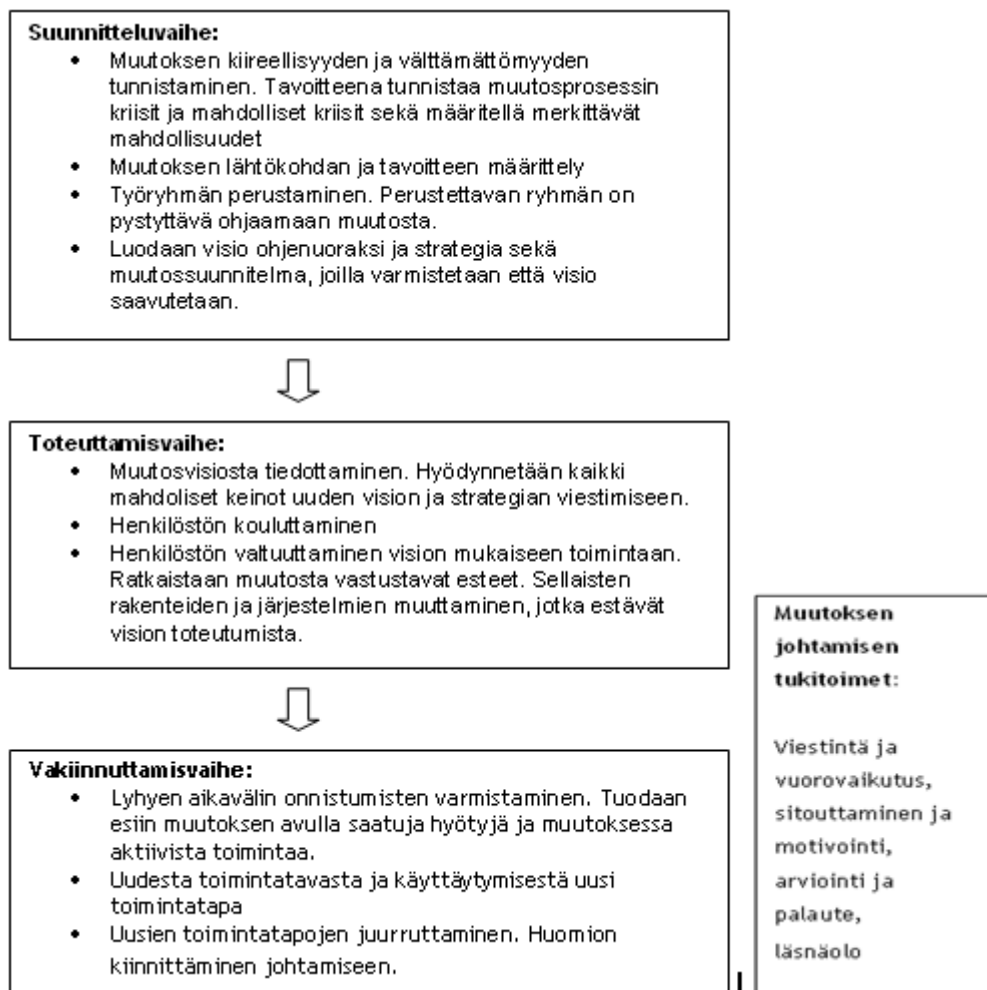 Suunnitteluvaihe:
• Muutoksen kiireellisyyden ja välttämättömyyden
tunnistaminen. Tavoitteena tunnistaa muutosprosessin
kriisit ja mahdolliset kriisit sekä määritellä merkittävät
mahdollisuudet
• Muutoksen lähtökohdan ja tavoitteen määrittely
• Työryhmän perustaminen. Perustettavan ryhmän on
pystyttävä ohjaamaan muutosta.
• Luodaan visio ohjenuoraksi ja strategia sekä
muutossuunnitelma, joilla varmistetaan että visio
saavutetaan.
Toteuttamisvaihe:
• Muutosvisiosta tiedottaminen. Hyödynnetään kaikki
mahdoliset keinot uuden vision ja strategian viestimiseen.
• Henkilöstön kouluttaminen
• Henkilöstön valtuuttaminen vision mukaiseen toimintaan.
Ratkaistaan muutosta vastustavat esteet. Sellaisten
rakenteiden ja järjestelmien muuttaminen, jotka estävät
vision toteutumista.
Vakiinnuttamisvaihe:
• Lyhyen aikavälin onnistumisten varmistaminen. Tuodaan
esiin muutoksen avulla saatuja hyötyjä ja muutoksessa
aktiivista toimintaa.
• Uudesta toimintatavasta ja käyttäytymisestä uusi
toimintatapa
• Uusien toimintatapojen juurruttaminen. Huomion
kiinnittäminen johtamiseen.
Muutoksen
johtamisen
tukitoimet:
Viestintä ja
vuorovaikutus,
sitouttaminen ja
motivointi,
arviointi ja
palaute,
läsnäolo